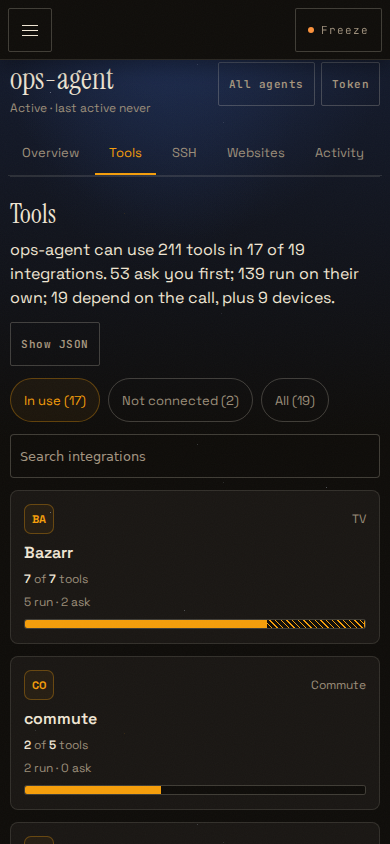 Freeze
ops-agent
Active · last active never
All agents
Token
Overview
Tools
SSH
Websites
Activity
Tools
ops-agent can use 211 tools in 17 of 19
integrations. 53 ask you first; 139 run on their
own; 19 depend on the call, plus 9 devices.
Show JSON
In use (17)
Not connected (2)
All (19)
Search integrations
BA
TV
Bazarr
7 of 7 tools
5 run · 2 ask
CO
Commute
commute
2 of 5 tools
2 run · 0 ask